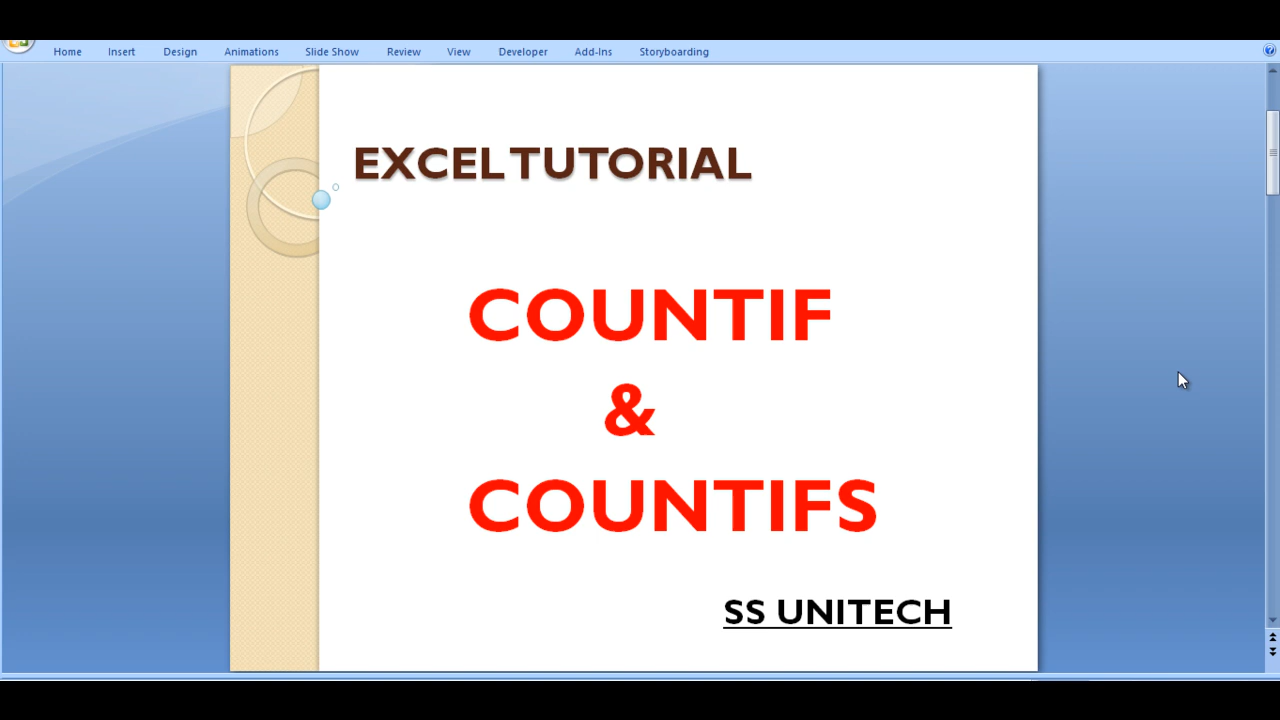 Home Insert Design Animations Slide Show Review View Developer Add-Ins Storyboarding
EXCEL TUTORIAL
COUNTIF
&
COUNTIFS
SS UNITECH